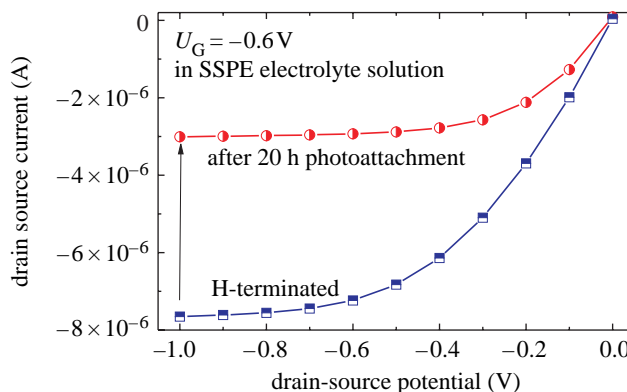 0
−2 × 10⁻⁶
−4 × 10⁻⁶
−6 × 10⁻⁶
−8 × 10⁻⁶
drain source current (A)
U_G = −0.6 V
in SSPE electrolyte solution
after 20 h photoattachment
H-terminated
−1.0 −0.8 −0.6 −0.4 −0.2 0.0
drain-source potential (V)